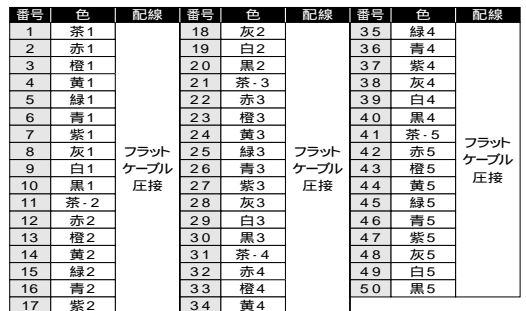 番号 色 配線 番号 色 配線 番号 色 配線
1 茶1 18 灰2 35 緑4
2 赤1 19 白2 36 青4
3 橙1 20 黒2 37 紫4
4 黄1 21 茶-3 38 灰4
5 緑1 22 赤3 39 白4
6 青1 23 橙3 40 黒4
7 紫1 24 黄3 41 茶-5
8 灰1 フラット 25 緑3 フラット 42 赤5 フラット
9 白1 ケーブル 26 青3 ケーブル 43 橙5 ケーブル
10 黒1 圧接 27 紫3 圧接 44 黄5 圧接
11 茶-2 28 灰3 45 緑5
12 赤2 29 白3 46 青5
13 橙2 30 黒3 47 紫5
14 黄2 31 茶-4 48 灰5
15 緑2 32 赤4 49 白5
16 青2 33 橙4 50 黒5
17 紫2 34 黄4